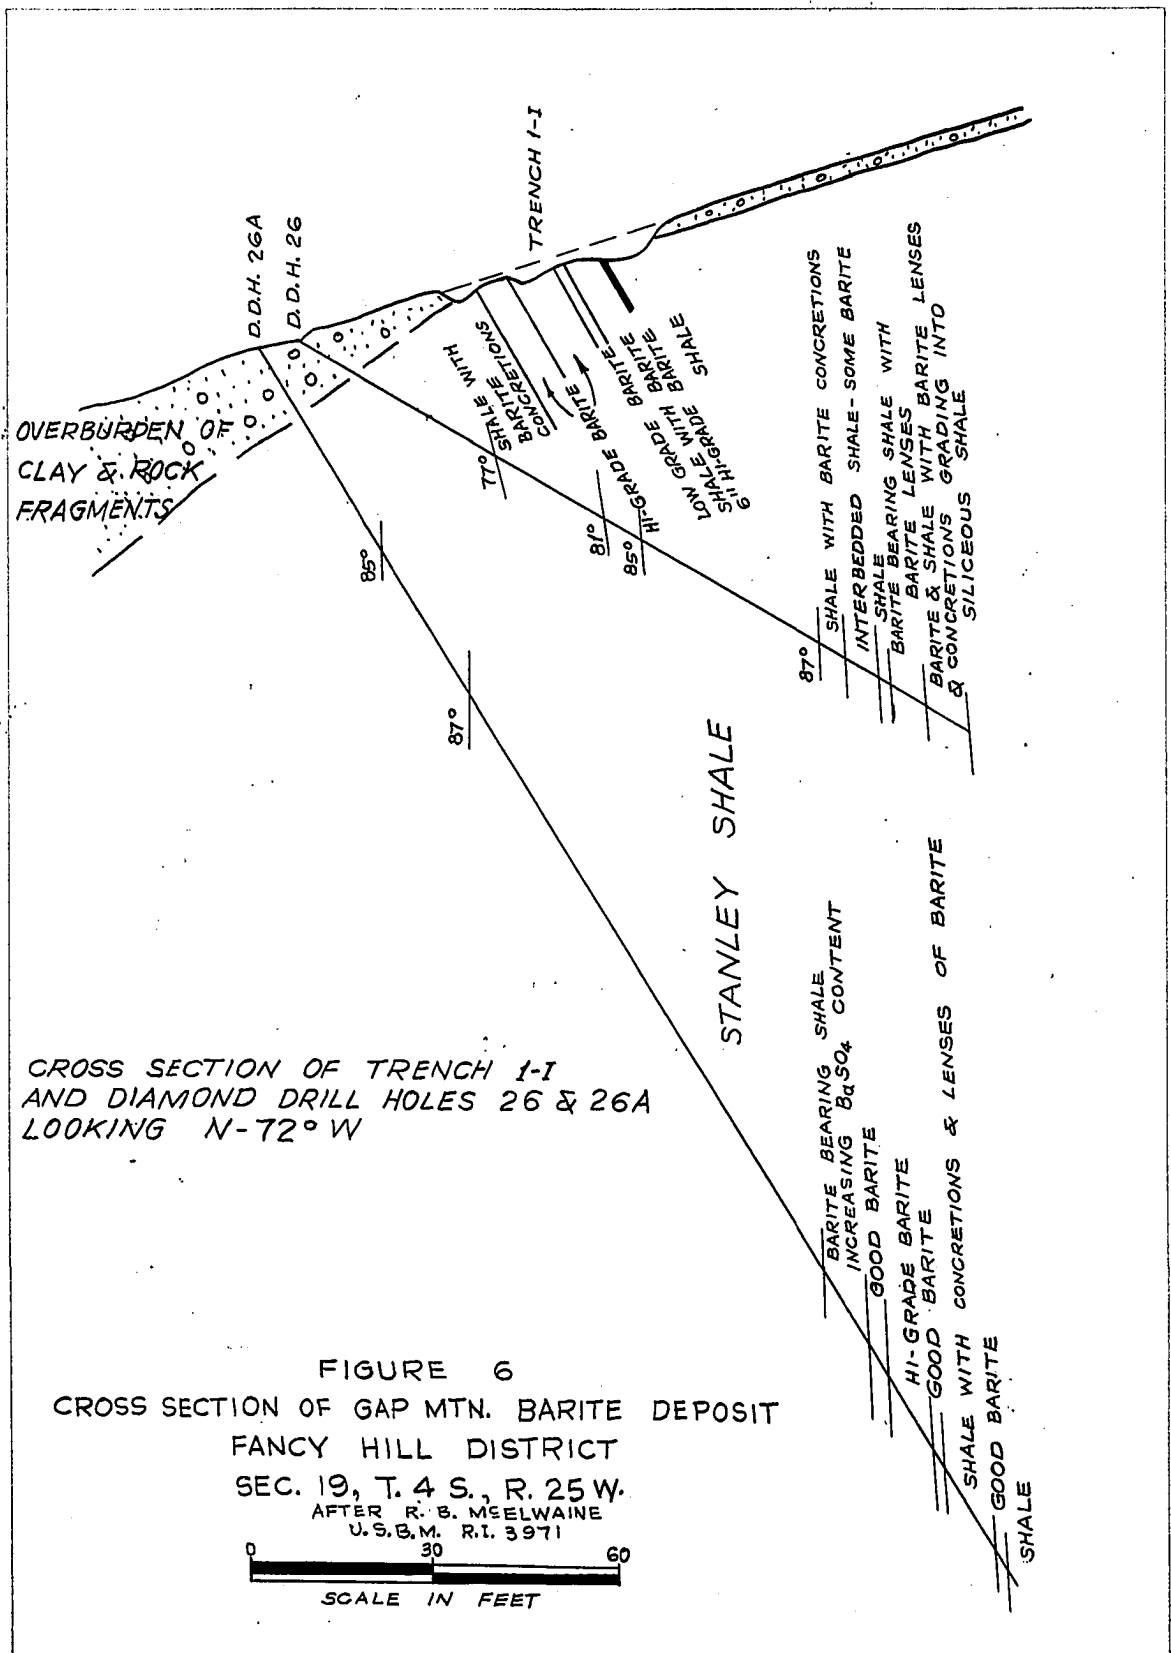 TRENCH 1-I
D.D.H. 26A
D.D.H. 26
OVERBURDEN OF
CLAY & ROCK
FRAGMENTS
SHALE WITH
BARITE
CONCRETIONS
HI-GRADE BARITE
HI-GRADE BARITE
LOW GRADE BARITE
SHALE WITH BARITE
6" HI-GRADE BARITE
SHALE
77°
81°
85°
87°
85°
87°
SHALE WITH BARITE CONCRETIONS
INTERBEDDED SHALE-SOME BARITE
SHALE
BARITE BEARING SHALE WITH
BARITE LENSES
BARITE & SHALE WITH BARITE LENSES
& CONCRETIONS GRADING INTO
SILICEOUS SHALE
STANLEY SHALE
BARITE BEARING SHALE
INCREASING BaSO4 CONTENT
GOOD BARITE
HI-GRADE BARITE
GOOD BARITE
SHALE WITH CONCRETIONS & LENSES OF BARITE
GOOD BARITE
SHALE
CROSS SECTION OF TRENCH 1-I
AND DIAMOND DRILL HOLES 26 & 26A
LOOKING N-72° W
FIGURE 6
CROSS SECTION OF GAP MTN. BARITE DEPOSIT
FANCY HILL DISTRICT
SEC. 19, T. 4 S., R. 25 W.
AFTER R. B. McELWAINE
U.S.B.M. R.I. 3971
0 30 60
SCALE IN FEET